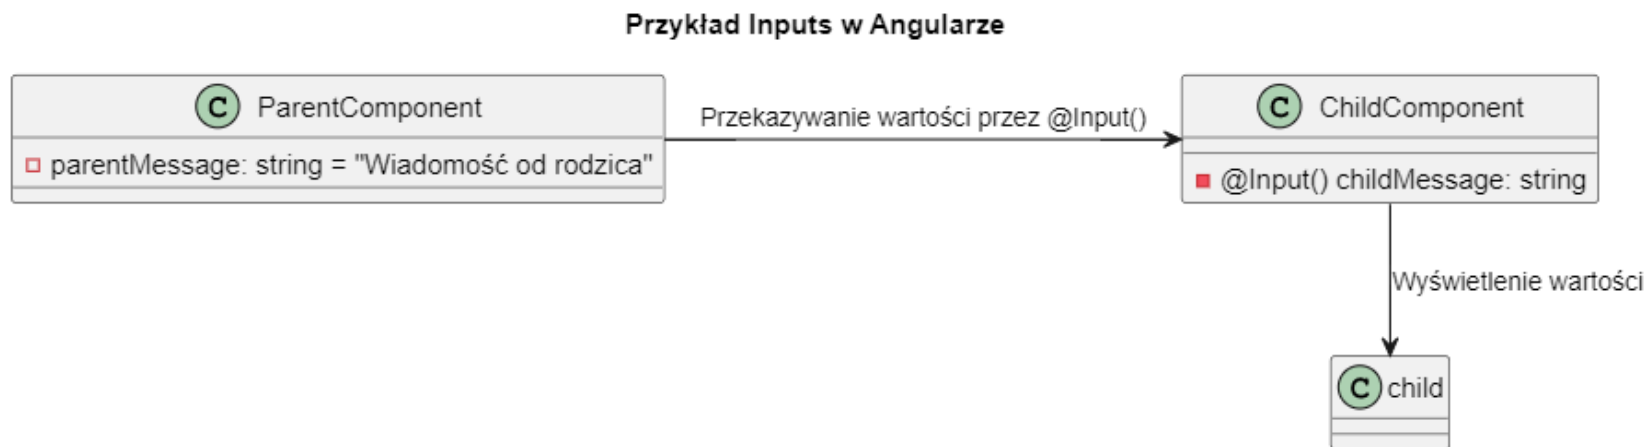 Przykład Inputs w Angularze
C ParentComponent
parentMessage: string = "Wiadomość od rodzica"
Przekazywanie wartości przez @Input()
C ChildComponent
@Input() childMessage: string
Wyświetlenie wartości
C child